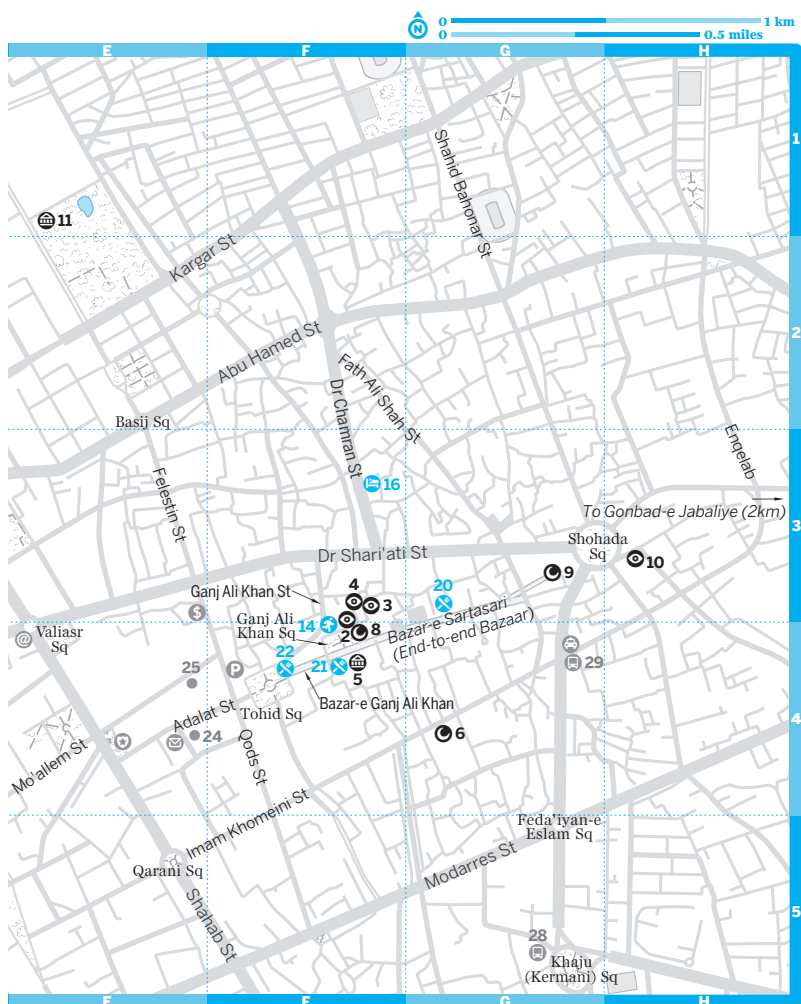 0
1 km
N
0
0.5 miles
E
F
G
H
1
Shahid Bahonar St
11
Kargar St
2
Abu Hamed St
Fath Ali Shah St
Dr Chamran St
Basij Sq
Enqelab
Felestin St
16
3
To Gonbad-e Jabaliye (2km)
Shohada
Sq
Dr Shari'ati St
9
10
4
20
Ganj Ali Khan St
3
$
Ganj Ali
Khan Sq
14
2
8
Bazar-e Sartasari
(End-to-end Bazaar)
@
Valiasr
Sq
22
21
5
29
25
P
Bazar-e Ganj Ali Khan
4
Tohid Sq
Adalat St
24
6
Qods St
Mo'allem St
Imam Khomeini St
Feda'iyan-e
Eslam Sq
Qarani Sq
Modarres St
Shahab St
5
28
Khaju
(Kermani) Sq
E
F
G
H